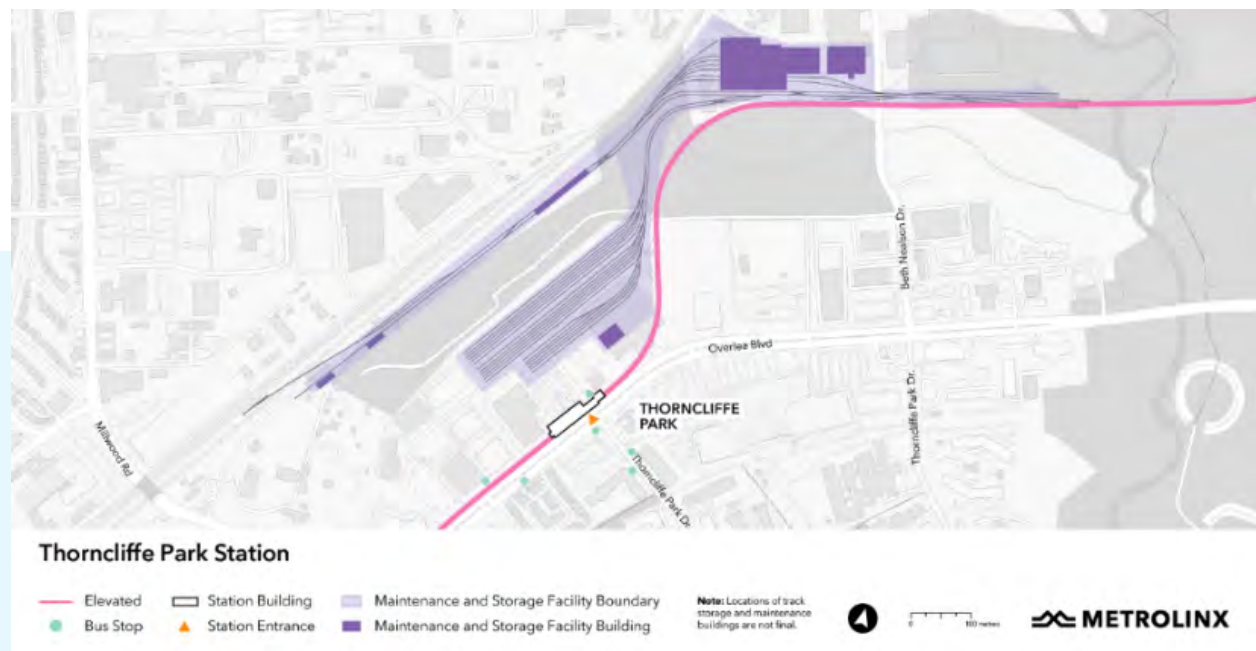 Beth Nealson Dr.
Overlea Blvd
THORNCLIFFE
PARK
Millwood Rd
Thorncliffe Park Dr.
Thorncliffe Park Dr.
Thorncliffe Park Station
Elevated
Station Building
Maintenance and Storage Facility Boundary
Bus Stop
Station Entrance
Maintenance and Storage Facility Building
Note: Locations of track
storage and maintenance
buildings are not final.
0 100 metres
METROLINX